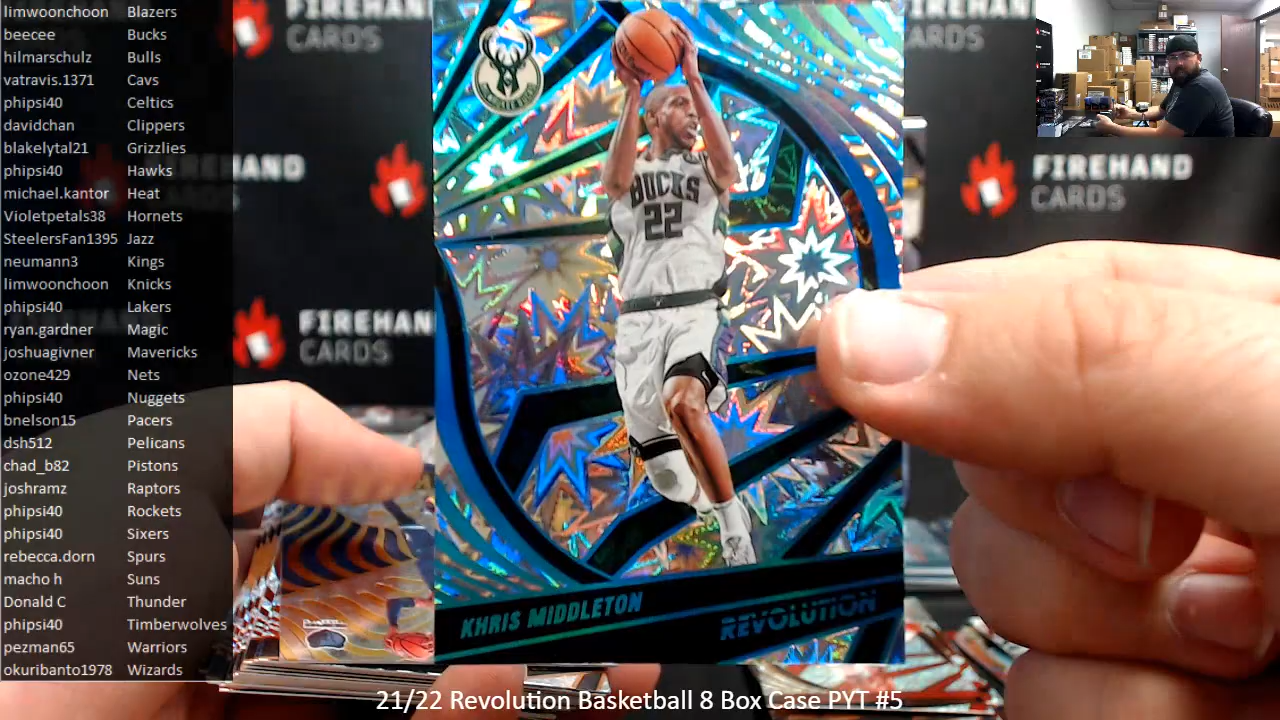 limwoonchoon Blazers
beecee Bucks
hilmarschulz Bulls
vatravis.1371 Cavs
phipsi40 Celtics
davidchan Clippers
blakelytal21 Grizzlies
phipsi40 Hawks
michael.kantor Heat
Violetpetals38 Hornets
SteelersFan1395 Jazz
neumann3 Kings
limwoonchoon Knicks
phipsi40 Lakers
ryan.gardner Magic
joshuagivner Mavericks
ozone429 Nets
phipsi40 Nuggets
bnelson15 Pacers
dsh512 Pelicans
chad_b82 Pistons
joshramz Raptors
phipsi40 Rockets
phipsi40 Sixers
rebecca.dorn Spurs
macho h Suns
Donald C Thunder
phipsi40 Timberwolves
pezman65 Warriors
okuribanto1978 Wizards
FIREHAND
CARDS
FIREHAN
CARDS
FIREHAND
CARDS
BUCKS
22
KHRIS MIDDLETON
REVOLUTION
21/22 Revolution Basketball 8 Box Case PYT #5